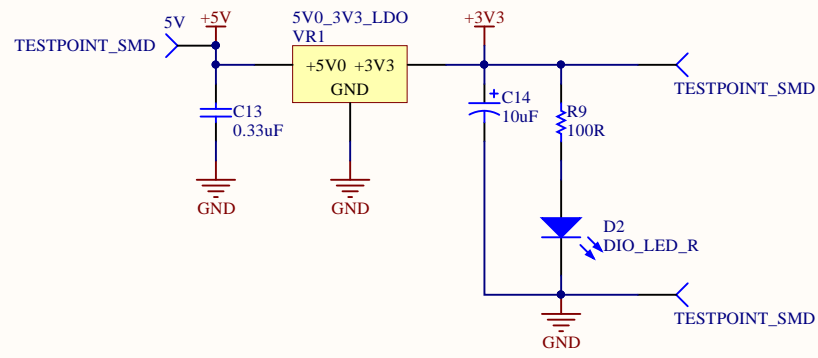 5V
+5V
5V0_3V3_LDO
+3V3
TESTPOINT_SMD
VR1
+5V0 +3V3
GND
TESTPOINT_SMD
C13
0.33uF
C14
10uF
R9
100R
GND
GND
D2
DIO_LED_R
TESTPOINT_SMD
GND